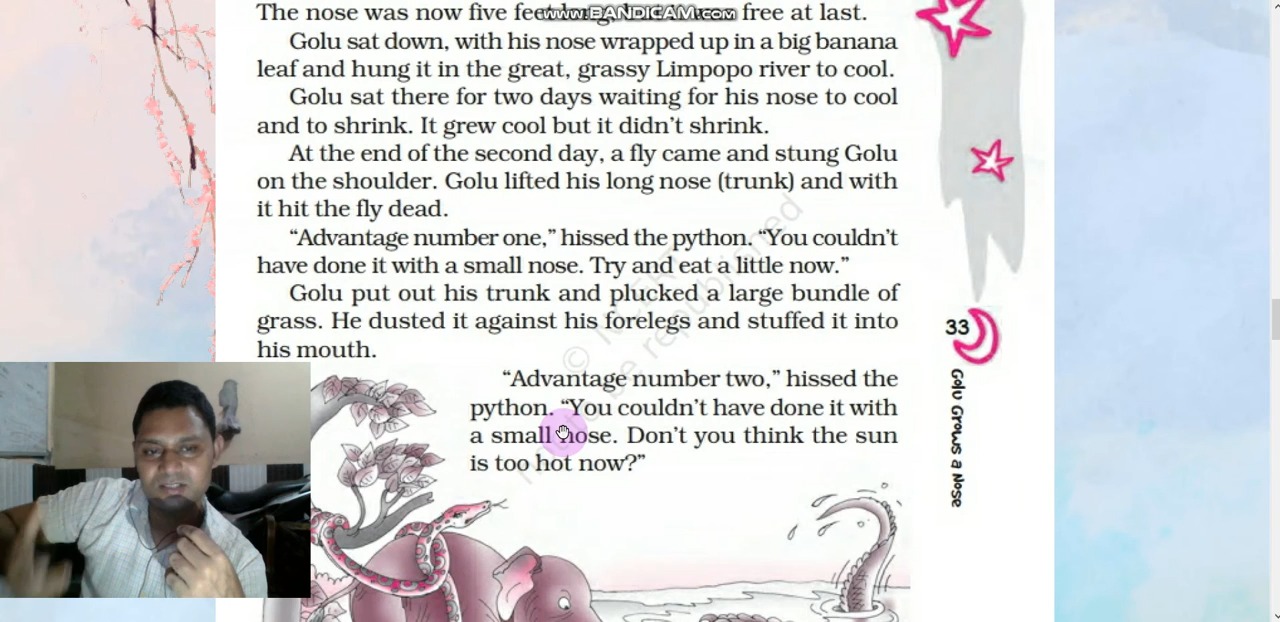 The nose was now five feet free at last.
www.BANDICAM.com
Golu sat down, with his nose wrapped up in a big banana
leaf and hung it in the great, grassy Limpopo river to cool.
Golu sat there for two days waiting for his nose to cool
and to shrink. It grew cool but it didn't shrink.
At the end of the second day, a fly came and stung Golu
on the shoulder. Golu lifted his long nose (trunk) and with
it hit the fly dead.
“Advantage number one,” hissed the python. “You couldn't
have done it with a small nose. Try and eat a little now.”
Golu put out his trunk and plucked a large bundle of
grass. He dusted it against his forelegs and stuffed it into
his mouth.
“Advantage number two,” hissed the
python. “You couldn't have done it with
a small nose. Don't you think the sun
is too hot now?”
33
Golu Grows a Nose
© NCERT
be republished